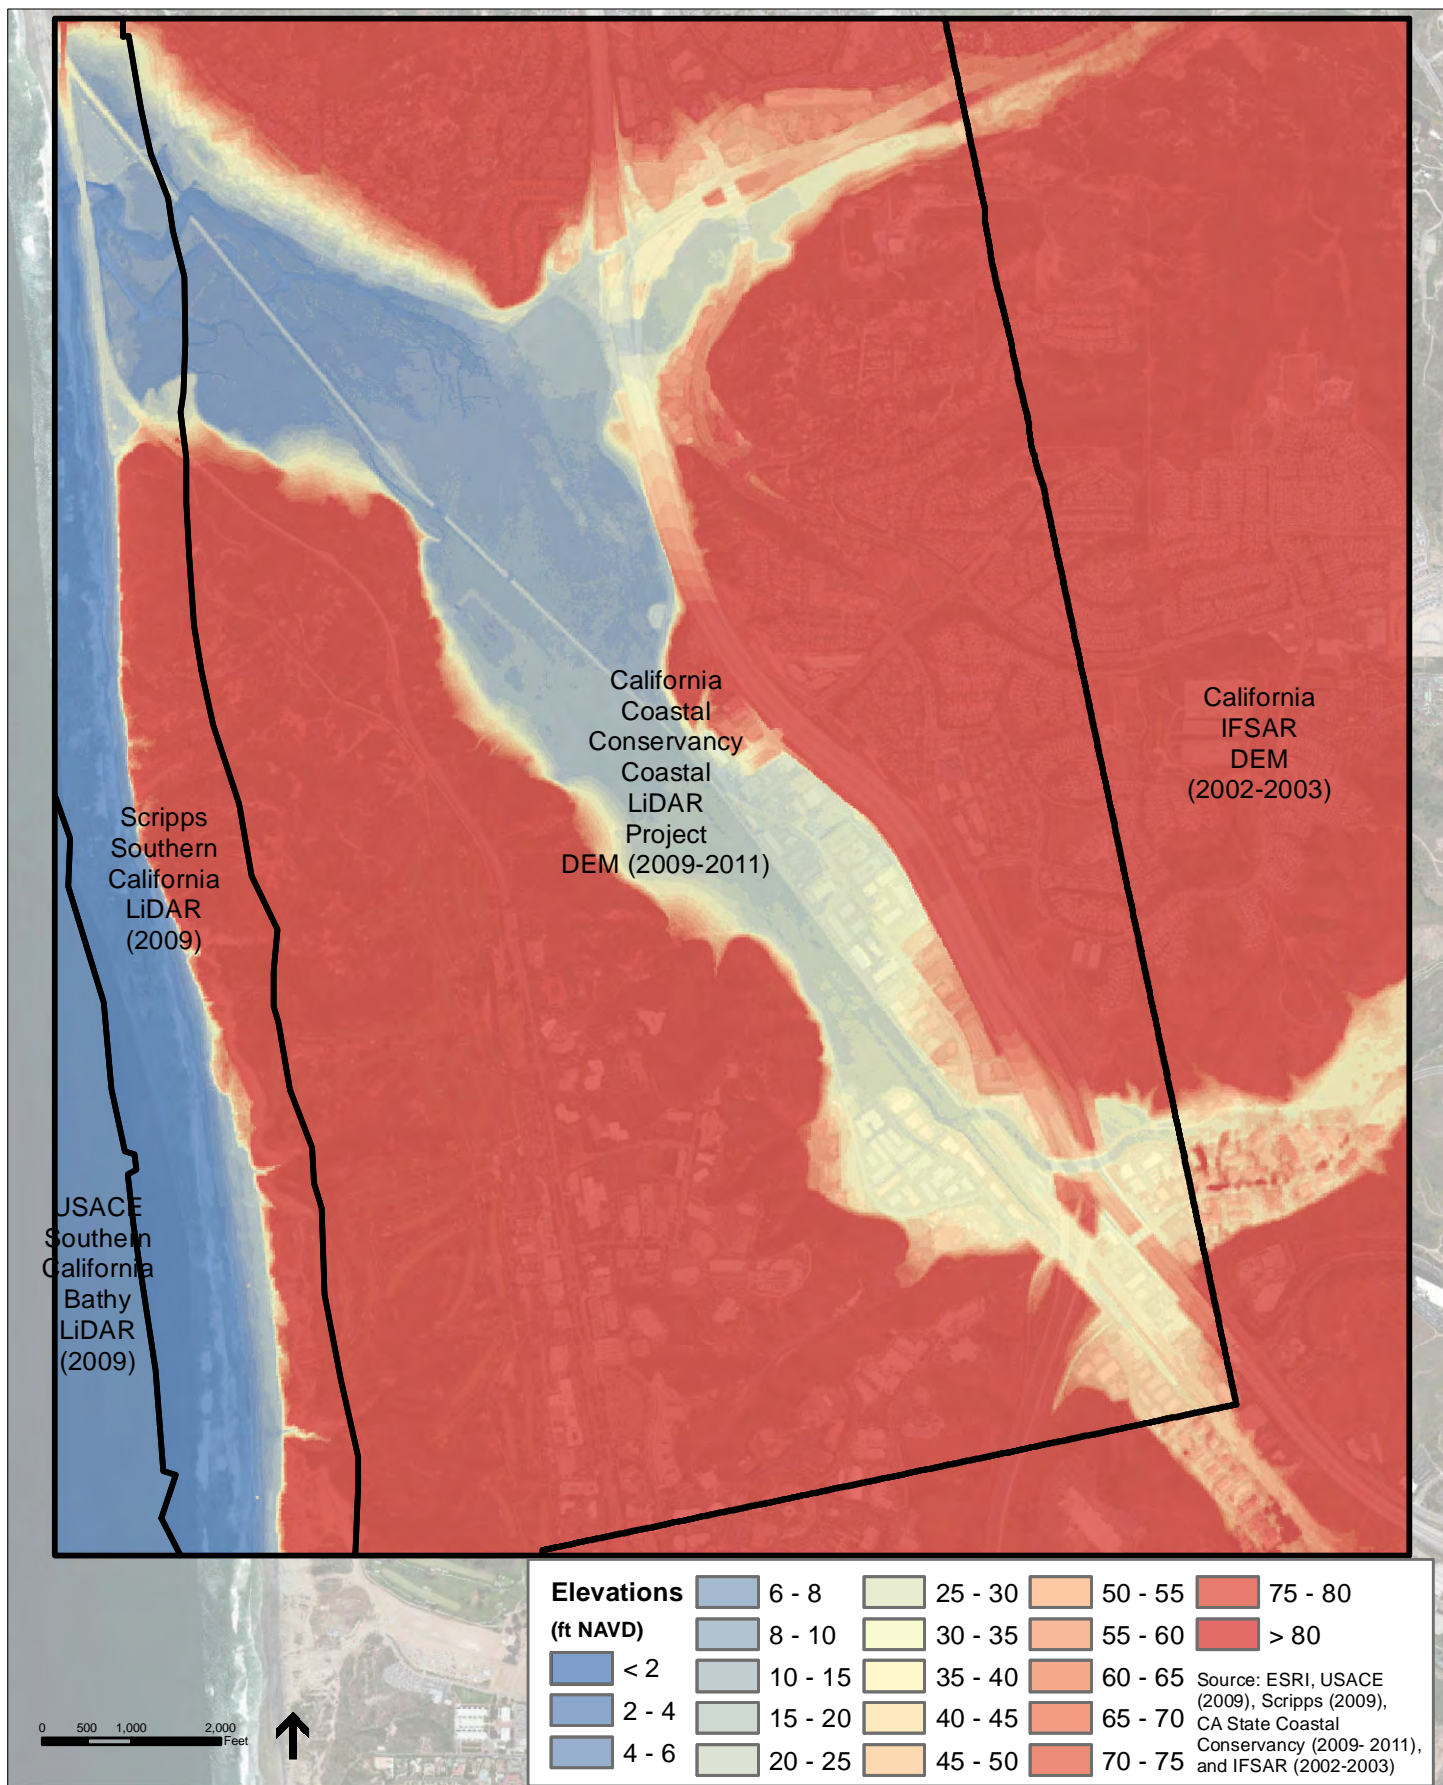 California
Coastal
Conservancy
Coastal
LiDAR
Project
DEM (2009-2011)
California
IFSAR
DEM
(2002-2003)
Scripps
Southern
California
LiDAR
(2009)
USACE
Southern
California
Bathy
LiDAR
(2009)
Elevations
(ft NAVD)
< 2
2 - 4
4 - 6
6 - 8
8 - 10
10 - 15
15 - 20
20 - 25
25 - 30
30 - 35
35 - 40
40 - 45
45 - 50
50 - 55
55 - 60
60 - 65
65 - 70
70 - 75
75 - 80
> 80
Source: ESRI, USACE
(2009), Scripps (2009),
CA State Coastal
Conservancy (2009- 2011),
and IFSAR (2002-2003)
0 500 1,000 2,000
Feet